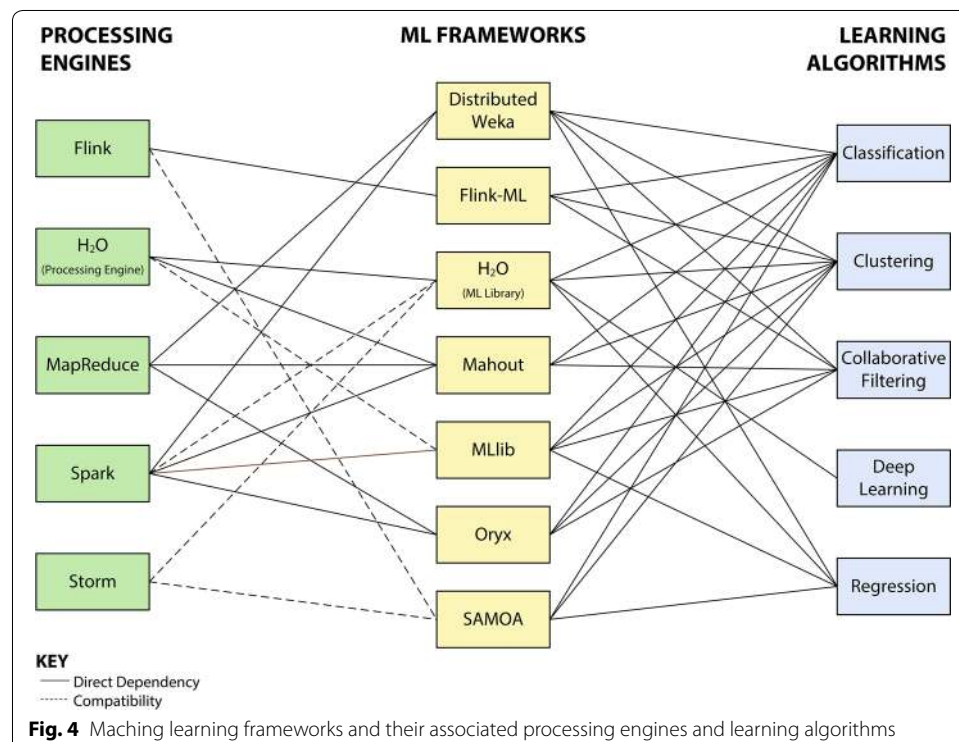 PROCESSING
ENGINES
ML FRAMEWORKS
LEARNING
ALGORITHMS
Flink
H₂O
(Processing Engine)
MapReduce
Spark
Storm
Distributed
Weka
Flink-ML
H₂O
(ML Library)
Mahout
MLlib
Oryx
SAMOA
Classification
Clustering
Collaborative
Filtering
Deep
Learning
Regression
KEY
Direct Dependency
Compatibility
Fig. 4 Maching learning frameworks and their associated processing engines and learning algorithms